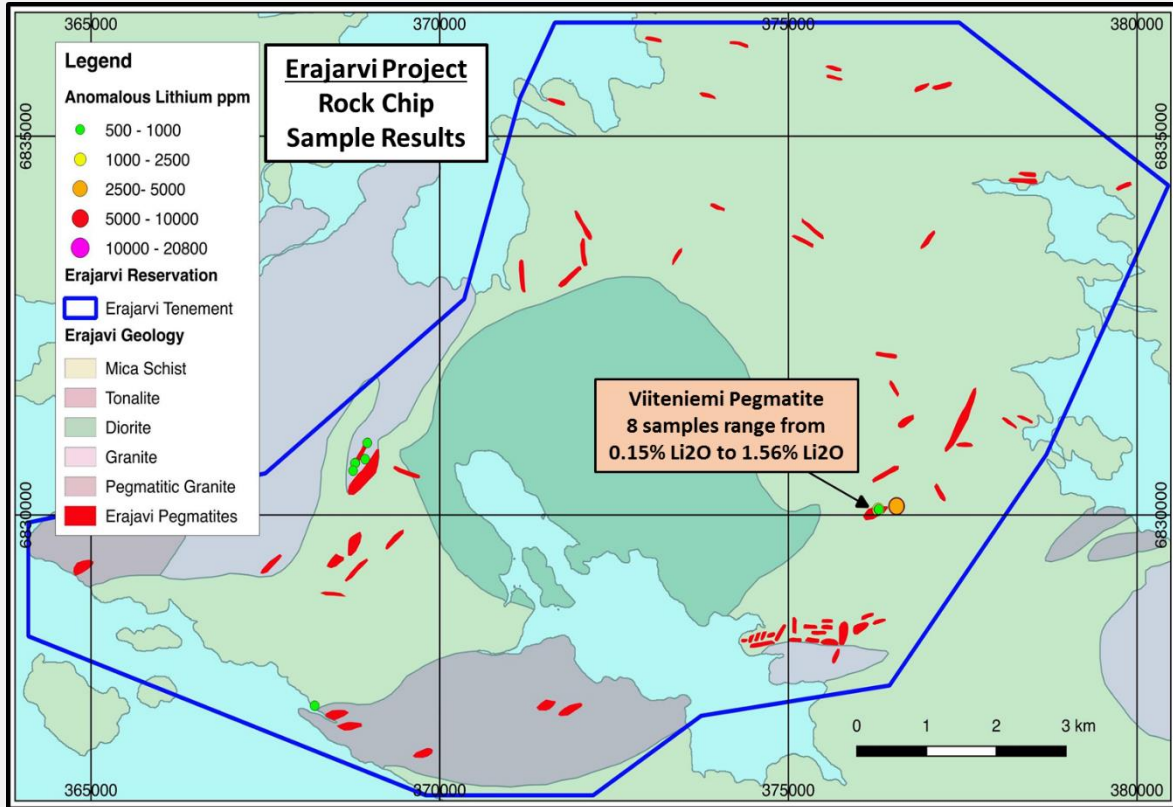 365000
370000
375000
380000
Legend
Anomalous Lithium ppm
500 - 1000
1000 - 2500
2500- 5000
5000 - 10000
10000 - 20800
Erajarvi Reservation
Erajarvi Tenement
Erajavi Geology
Mica Schist
Tonalite
Diorite
Granite
Pegmatitic Granite
Erajavi Pegmatites
Erajarvi Project
Rock Chip
Sample Results
6835000
6835000
Viiteniemi Pegmatite
8 samples range from
0.15% Li2O to 1.56% Li2O
6830000
6830000
0 1 2 3 km
365000
370000
375000
380000